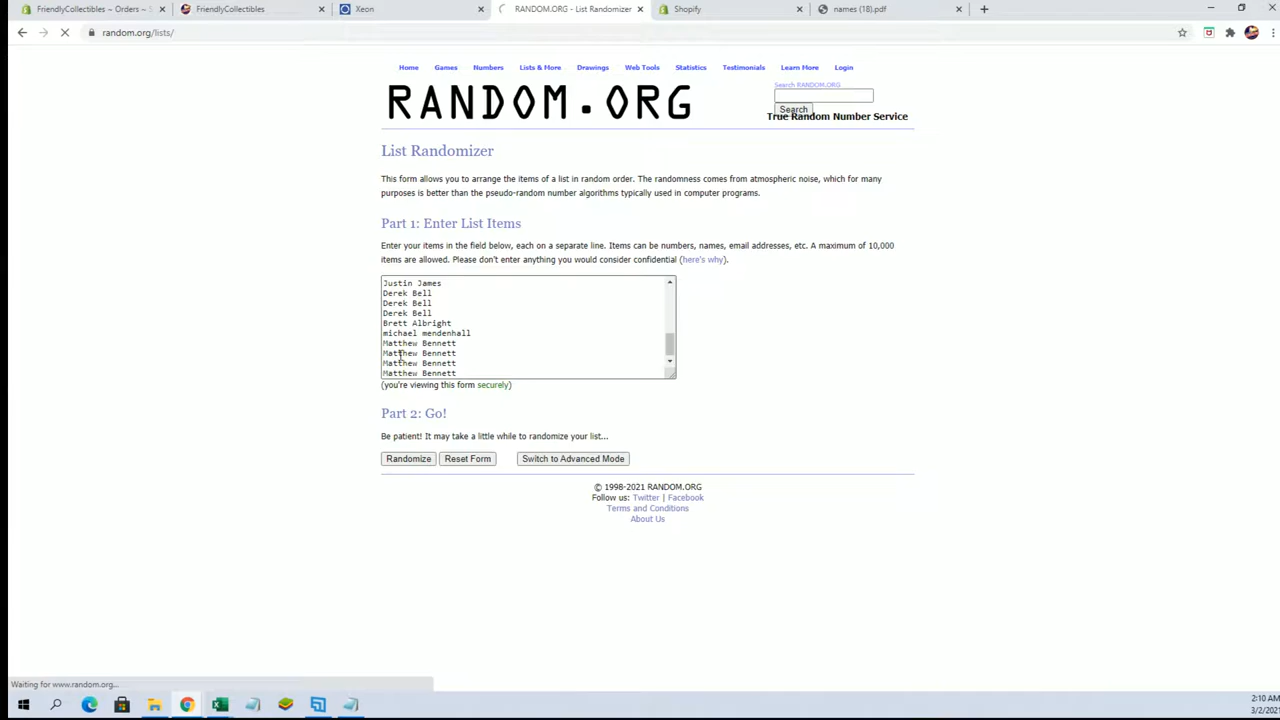 FriendlyCollectibles ~ Orders ~ S
FriendlyCollectibles
Xeon
RANDOM.ORG - List Randomizer
Shopify
names (18).pdf
random.org/lists/
Home Games Numbers Lists & More Drawings Web Tools Statistics Testimonials Learn More Login
RANDOM.ORG
Search RANDOM.ORG
Search
True Random Number Service
List Randomizer
This form allows you to arrange the items of a list in random order. The randomness comes from atmospheric noise, which for many
purposes is better than the pseudo-random number algorithms typically used in computer programs.
Part 1: Enter List Items
Enter your items in the field below, each on a separate line. Items can be numbers, names, email addresses, etc. A maximum of 10,000
items are allowed. Please don't enter anything you would consider confidential (here's why).
Justin James
Derek Bell
Derek Bell
Derek Bell
Brett Albright
michael mendenhall
Matthew Bennett
Matthew Bennett
Matthew Bennett
Matthew Bennett
(you're viewing this form securely)
Part 2: Go!
Be patient! It may take a little while to randomize your list...
Randomize Reset Form Switch to Advanced Mode
© 1998-2021 RANDOM.ORG
Follow us: Twitter | Facebook
Terms and Conditions
About Us
Waiting for www.random.org...
2:10 AM
3/2/2021